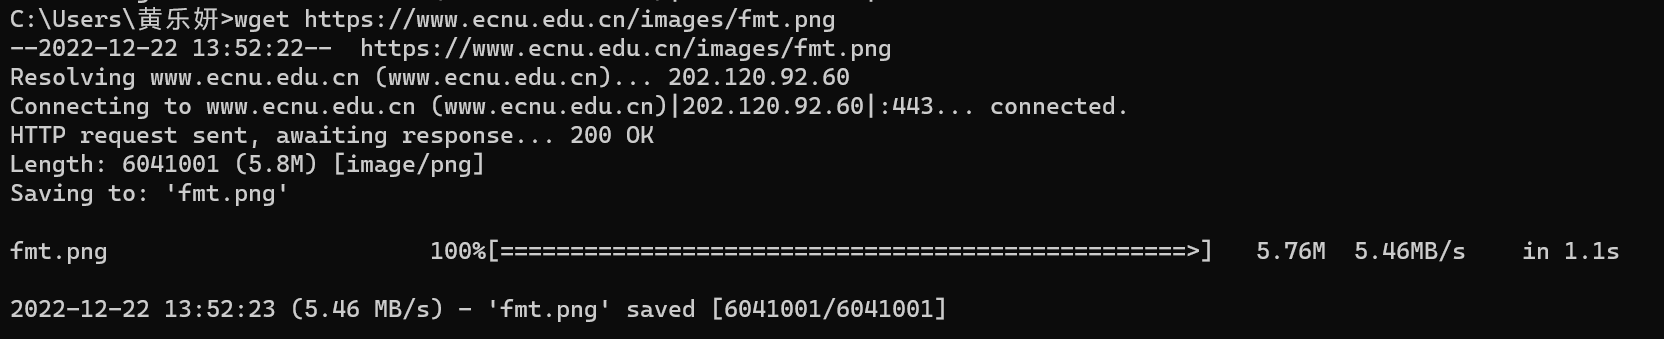 C:\Users\黄乐妍>wget https://www.ecnu.edu.cn/images/fmt.png
--2022-12-22 13:52:22--  https://www.ecnu.edu.cn/images/fmt.png
Resolving www.ecnu.edu.cn (www.ecnu.edu.cn)... 202.120.92.60
Connecting to www.ecnu.edu.cn (www.ecnu.edu.cn)|202.120.92.60|:443... connected.
HTTP request sent, awaiting response... 200 OK
Length: 6041001 (5.8M) [image/png]
Saving to: 'fmt.png'
fmt.png                       100%[=================================================>]   5.76M  5.46MB/s    in 1.1s
2022-12-22 13:52:23 (5.46 MB/s) - 'fmt.png' saved [6041001/6041001]